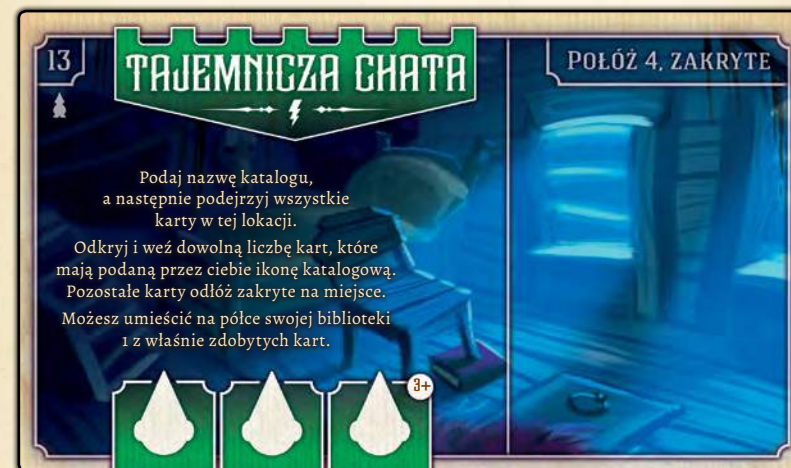 13
TAJEMNICZA CHATA
POŁÓŻ 4, ZAKRYTE
Podaj nazwę katalogu,
a następnie podejrzyj wszystkie
karty w tej lokacji.
Odkryj i weź dowolną liczbę kart, które
mają podaną przez ciebie ikonę katalogową.
Pozostałe karty odłóż zakryte na miejsce.
Możesz umieścić na półce swojej biblioteki
1 z właśnie zdobytych kart.
3+